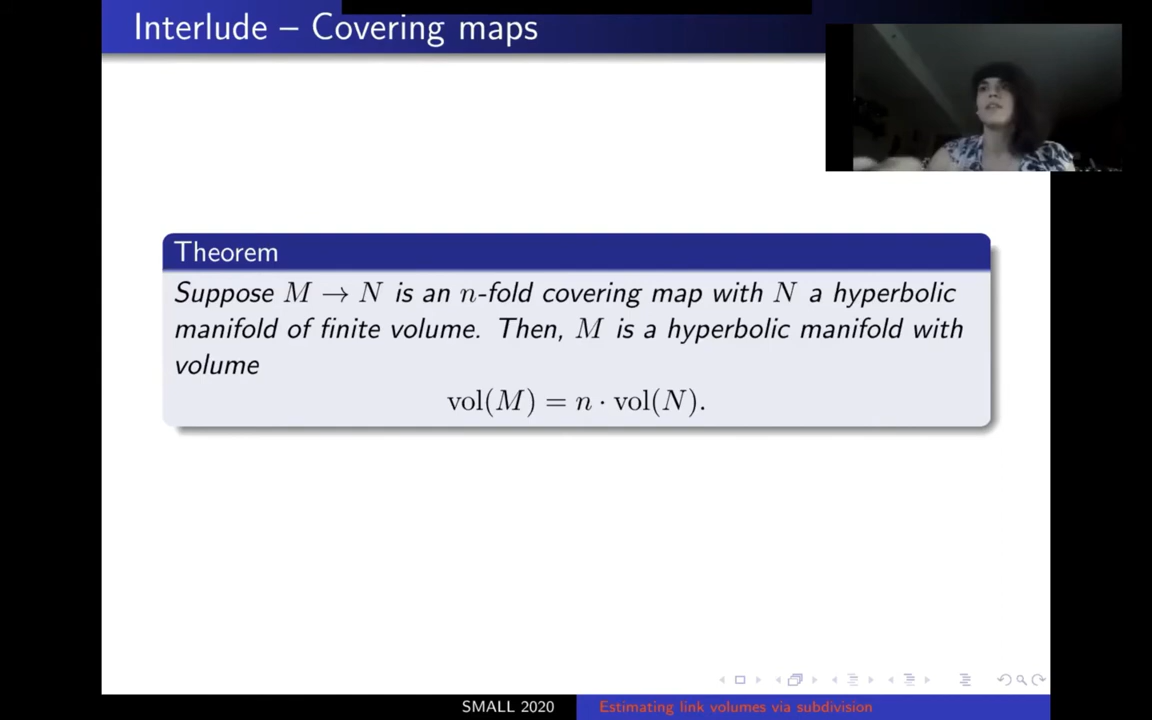 Interlude – Covering maps
Theorem
Suppose M → N is an n-fold covering map with N a hyperbolic
manifold of finite volume. Then, M is a hyperbolic manifold with
volume
vol(M) = n · vol(N).
SMALL 2020
Estimating link volumes via subdivision